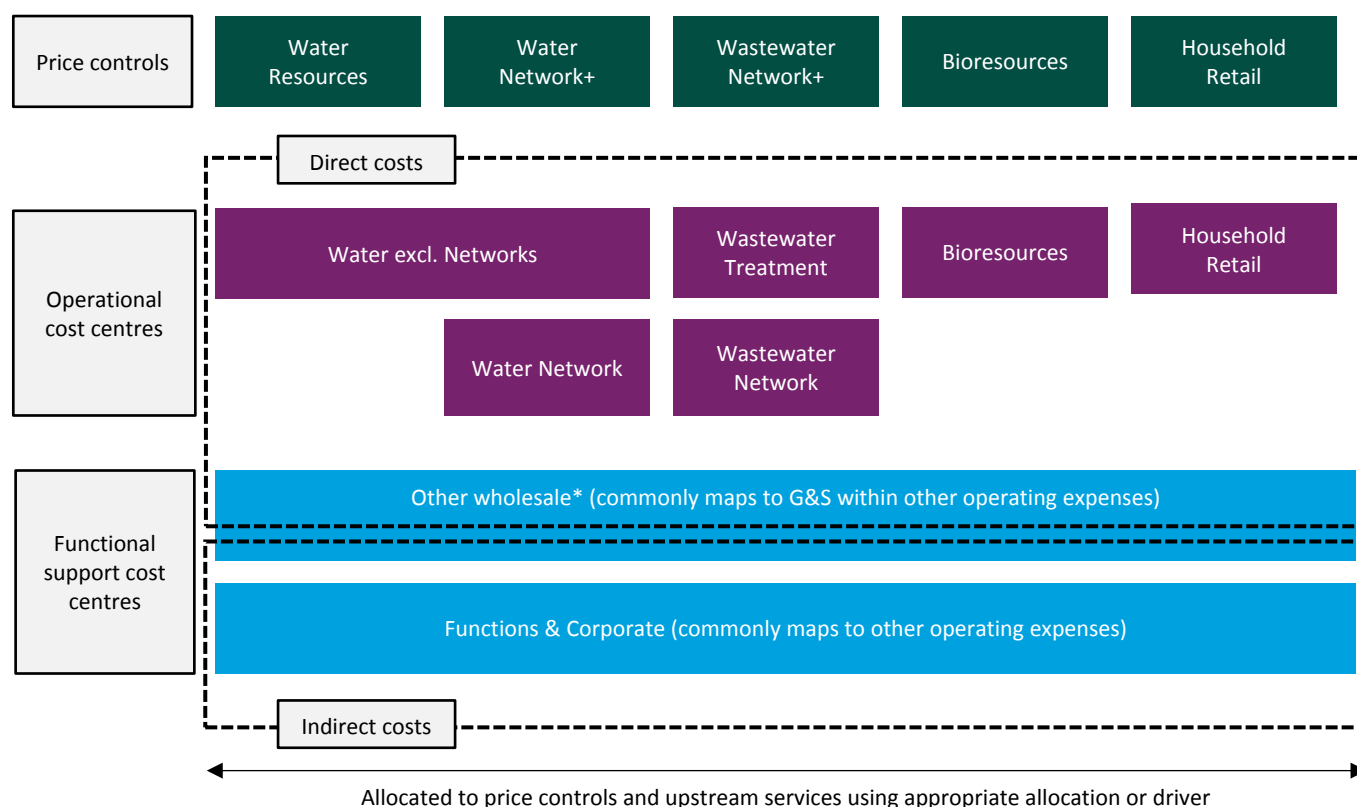 Price controls
Water
Resources
Water
Network+
Wastewater
Network+
Bioresources
Household
Retail
Direct costs
Operational
cost centres
Water excl. Networks
Wastewater
Treatment
Bioresources
Household
Retail
Water Network
Wastewater
Network
Functional
support cost
centres
Other wholesale* (commonly maps to G&S within other operating expenses)
Functions & Corporate (commonly maps to other operating expenses)
Indirect costs
Allocated to price controls and upstream services using appropriate allocation or driver